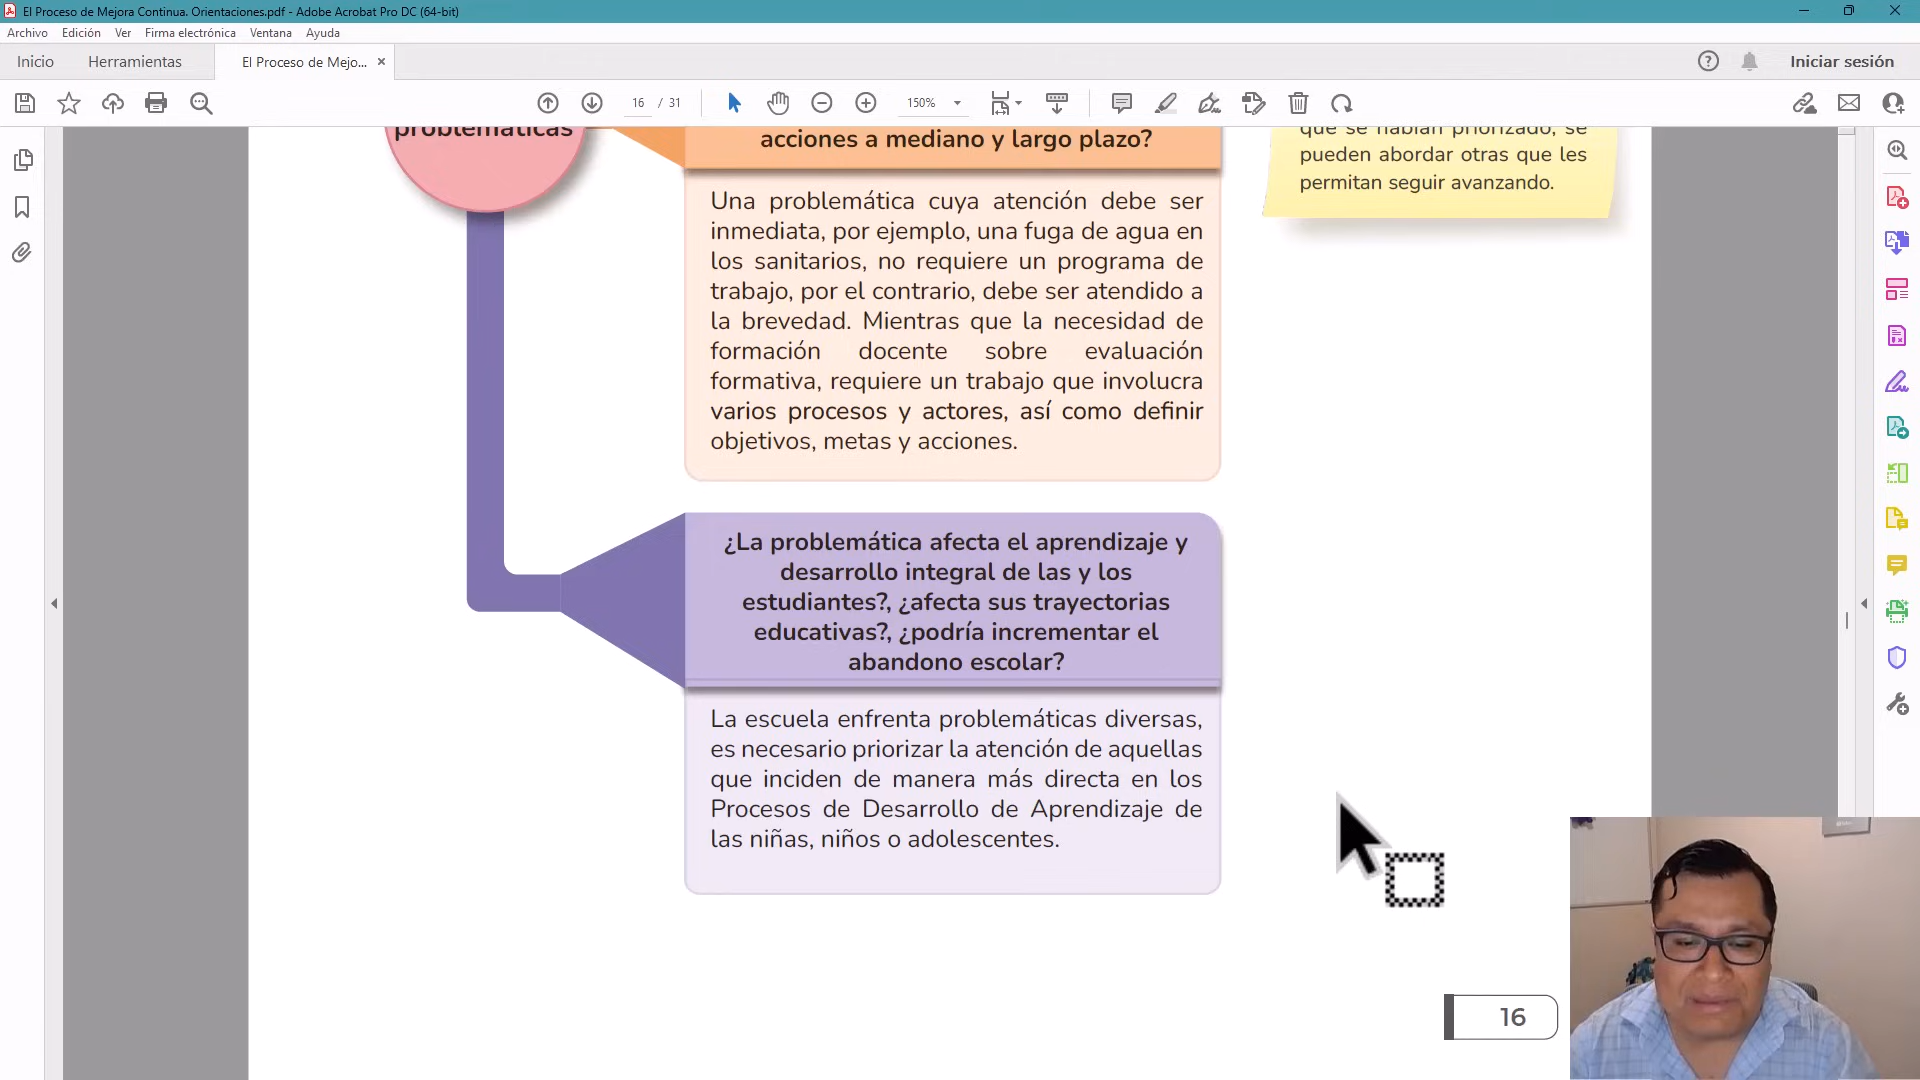 El Proceso de Mejora Continua. Orientaciones.pdf - Adobe Acrobat Pro DC (64-bit)
Archivo Edición Ver Firma electrónica Ventana Ayuda
Inicio Herramientas El Proceso de Mejo... Iniciar sesión
16 / 31 150%
problemáticas
acciones a mediano y largo plazo?
que se habían priorizado, se
pueden abordar otras que les
permitan seguir avanzando.
Una problemática cuya atención debe ser
inmediata, por ejemplo, una fuga de agua en
los sanitarios, no requiere un programa de
trabajo, por el contrario, debe ser atendido a
la brevedad. Mientras que la necesidad de
formación docente sobre evaluación
formativa, requiere un trabajo que involucra
varios procesos y actores, así como definir
objetivos, metas y acciones.
¿La problemática afecta el aprendizaje y
desarrollo integral de las y los
estudiantes?, ¿afecta sus trayectorias
educativas?, ¿podría incrementar el
abandono escolar?
La escuela enfrenta problemáticas diversas,
es necesario priorizar la atención de aquellas
que inciden de manera más directa en los
Procesos de Desarrollo de Aprendizaje de
las niñas, niños o adolescentes.
16